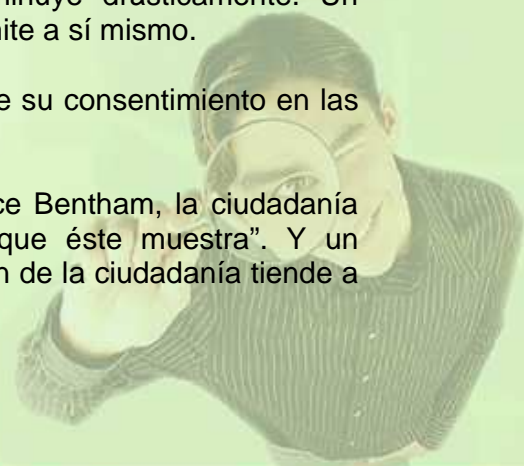 minuye drásticamente. Un
mite a sí mismo.
e su consentimiento en las
ce Bentham, la ciudadanía
que éste muestra”. Y un
n de la ciudadanía tiende a